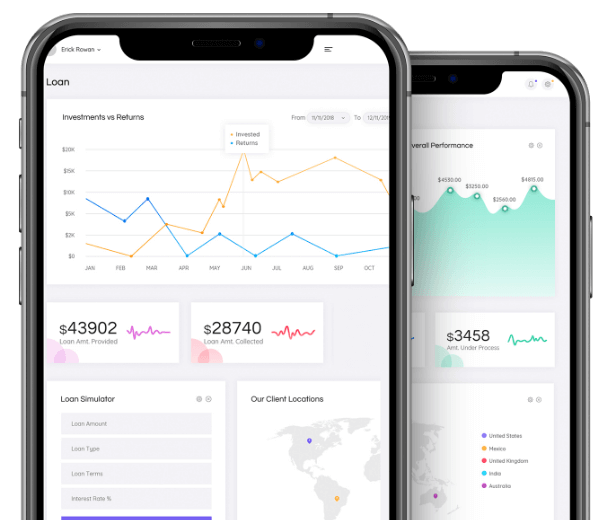 Erick Rowan
Loan
Investments vs Returns
From 11/11/2018 To 12/11/201
Invested
Returns
$20K
$15K
$10K
$5K
$2K
$0
JAN FEB MAR APR MAY JUN JUL AUG SEP OCT
$43902
Loan Amt. Provided
$28740
Loan Amt. Collected
Loan Simulator
Loan Amount
Loan Type
Loan Terms
Interest Rate %
Our Client Locations
verall Performance
$4530.00
$3250.00
$2560.00
$4815.00
$3458
Amt. Under Process
United States
Mexico
United Kingdom
India
Australia